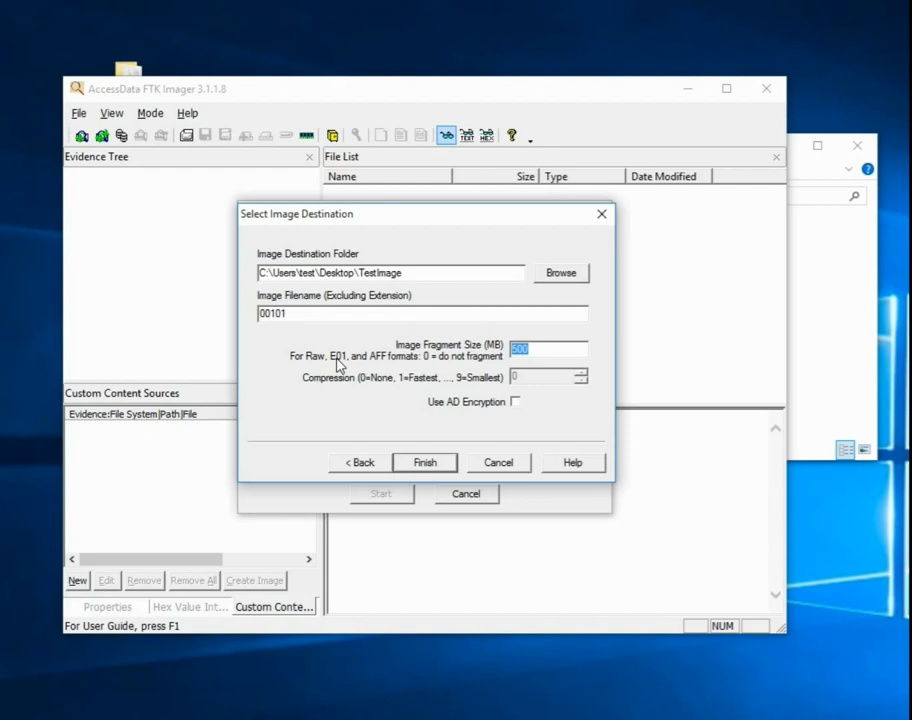 AccessData FTK Imager 3.1.1.8
File View Mode Help
TEXT HEX ?
Evidence Tree
File List
Name Size Type Date Modified
Select Image Destination
Image Destination Folder
C:\Users\test\Desktop\TestImage Browse
Image Filename (Excluding Extension)
00101
Image Fragment Size (MB) 500
For Raw, E01, and AFF formats: 0 = do not fragment
Compression (0=None, 1=Fastest, ..., 9=Smallest) 0
Use AD Encryption
< Back Finish Cancel Help
Start Cancel
Custom Content Sources
Evidence:File System|Path|File
New Edit Remove Remove All Create Image
Properties Hex Value Int... Custom Conte...
For User Guide, press F1 NUM